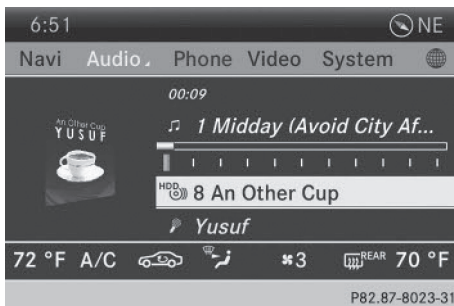 6:51 NE
Navi Audio Phone Video System
00:09
An Other Cup
YUSUF
1 Midday (Avoid City Af...
HDD 8 An Other Cup
Yusuf
72 °F A/C 3 REAR 70 °F
P82.87-8023-31